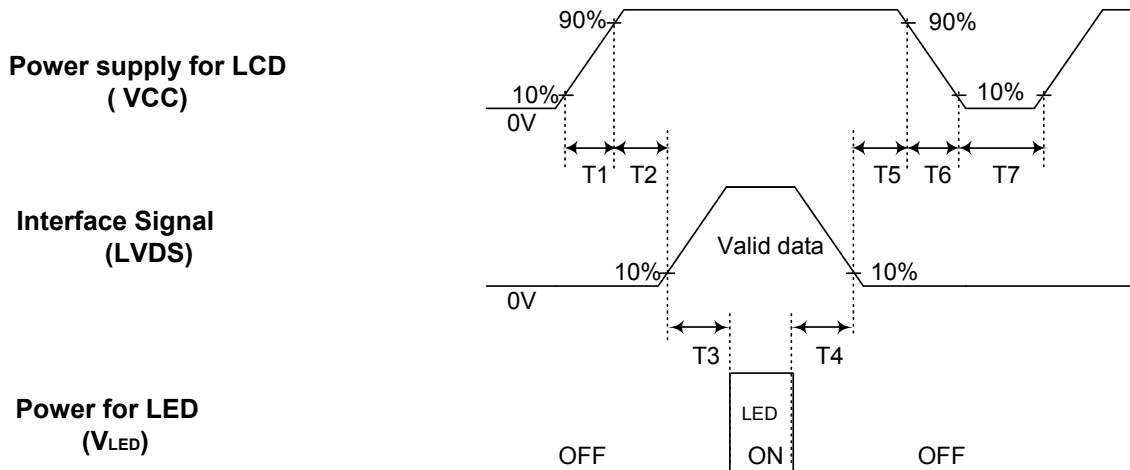 90%
90%
Power supply for LCD
( VCC)
10%
10%
0V
T1
T2
T5
T6
T7
Interface Signal
(LVDS)
Valid data
10%
10%
0V
T3
T4
Power for LED
(VLED)
LED
OFF
ON
OFF